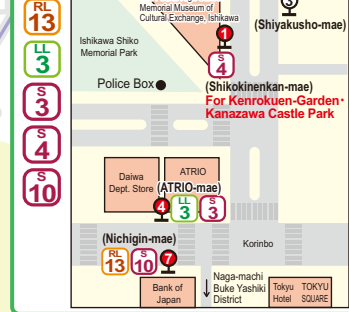 RL
13
LL
3
S
3
S
4
S
10
Memorial Museum of
Cultural Exchange, Ishikawa
3
(Shiyakusho-mae)
1
S
4
Ishikawa Shiko
Memorial Park
Police Box
(Shikokinenkan-mae)
For Kenrokuen-Garden・
Kanazawa Castle Park
Daiwa
Dept. Store
ATRIO
(ATRIO-mae)
4
LL
3
S
3
(Nichigin-mae)
RL
13
S
10
7
Korinbo
Bank of
Japan
Naga-machi
Buke Yashiki
District
Tokyu
Hotel
TOKYU
SQUARE